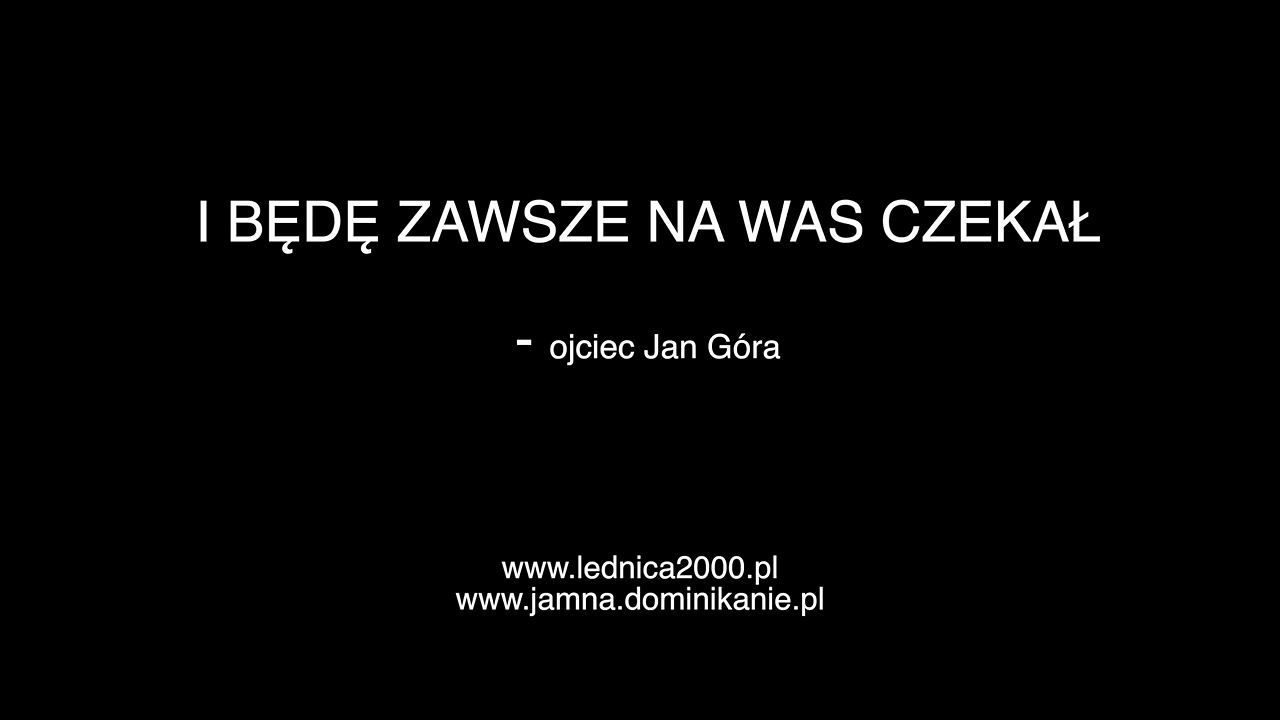 I BĘDĘ ZAWSZE NA WAS CZEKAŁ
- ojciec Jan Góra
www.lednica2000.pl
www.jamna.dominikanie.pl